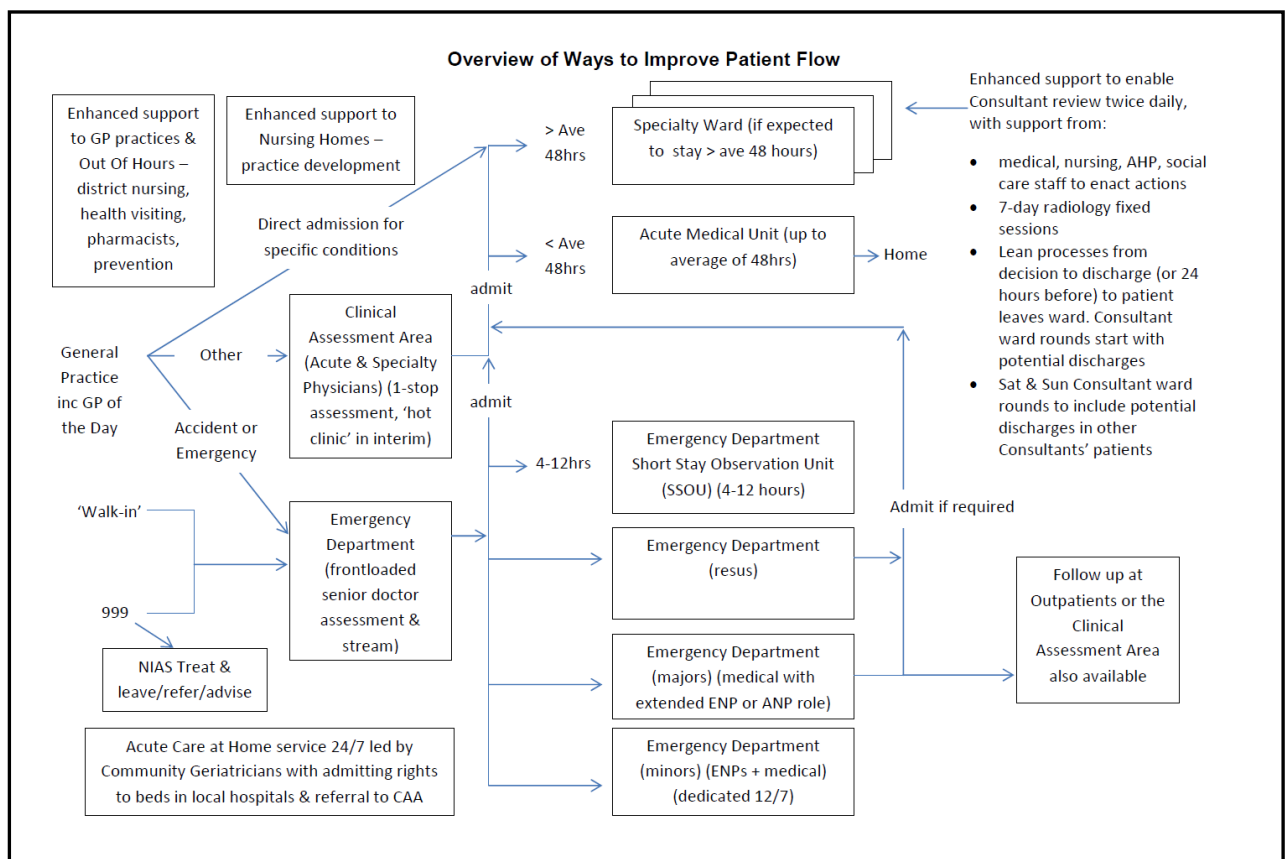 Overview of Ways to Improve Patient Flow
Enhanced support
to GP practices &
Out Of Hours –
district nursing,
health visiting,
pharmacists,
prevention
Enhanced support to
Nursing Homes –
practice development
> Ave
48hrs
Specialty Ward (if expected
to stay > ave 48 hours)
Enhanced support to enable
Consultant review twice daily,
with support from:
• medical, nursing, AHP, social
care staff to enact actions
• 7-day radiology fixed
sessions
• Lean processes from
decision to discharge (or 24
hours before) to patient
leaves ward. Consultant
ward rounds start with
potential discharges
• Sat & Sun Consultant ward
rounds to include potential
discharges in other
Consultants’ patients
Direct admission for
specific conditions
< Ave
48hrs
Acute Medical Unit (up to
average of 48hrs)
Home
admit
General
Practice
inc GP of
the Day
Other
Clinical
Assessment Area
(Acute & Specialty
Physicians) (1-stop
assessment, ‘hot
clinic’ in interim)
admit
Accident or
Emergency
4-12hrs
Emergency Department
Short Stay Observation Unit
(SSOU) (4-12 hours)
Admit if required
‘Walk-in’
999
Emergency
Department
(frontloaded
senior doctor
assessment &
stream)
Emergency Department
(resus)
Follow up at
Outpatients or the
Clinical
Assessment Area
also available
NIAS Treat &
leave/refer/advise
Emergency Department
(majors) (medical with
extended ENP or ANP role)
Acute Care at Home service 24/7 led by
Community Geriatricians with admitting rights
to beds in local hospitals & referral to CAA
Emergency Department
(minors) (ENPs + medical)
(dedicated 12/7)